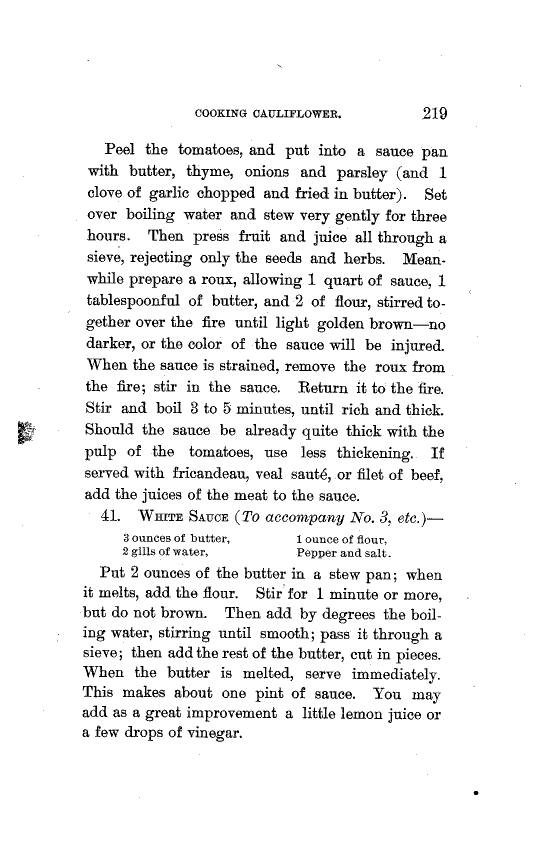 COOKING CAULIFLOWER. 219
Peel the tomatoes, and put into a sauce pan
with butter, thyme, onions and parsley (and 1
clove of garlic chopped and fried in butter). Set
over boiling water and stew very gently for three
hours. Then press fruit and juice all through a
sieve, rejecting only the seeds and herbs. Mean-
while prepare a roux, allowing 1 quart of sauce, 1
tablespoonful of butter, and 2 of flour, stirred to-
gether over the fire until light golden brown—no
darker, or the color of the sauce will be injured.
When the sauce is strained, remove the roux from
the fire; stir in the sauce. Return it to the fire.
Stir and boil 3 to 5 minutes, until rich and thick.
Should the sauce be already quite thick with the
pulp of the tomatoes, use less thickening. If
served with fricandeau, veal sauté, or filet of beef,
add the juices of the meat to the sauce.
41. WHITE SAUCE (To accompany No. 3, etc.)—
3 ounces of butter, 1 ounce of flour,
2 gills of water, Pepper and salt.
Put 2 ounces of the butter in a stew pan; when
it melts, add the flour. Stir for 1 minute or more,
but do not brown. Then add by degrees the boil-
ing water, stirring until smooth; pass it through a
sieve; then add the rest of the butter, cut in pieces.
When the butter is melted, serve immediately.
This makes about one pint of sauce. You may
add as a great improvement a little lemon juice or
a few drops of vinegar.